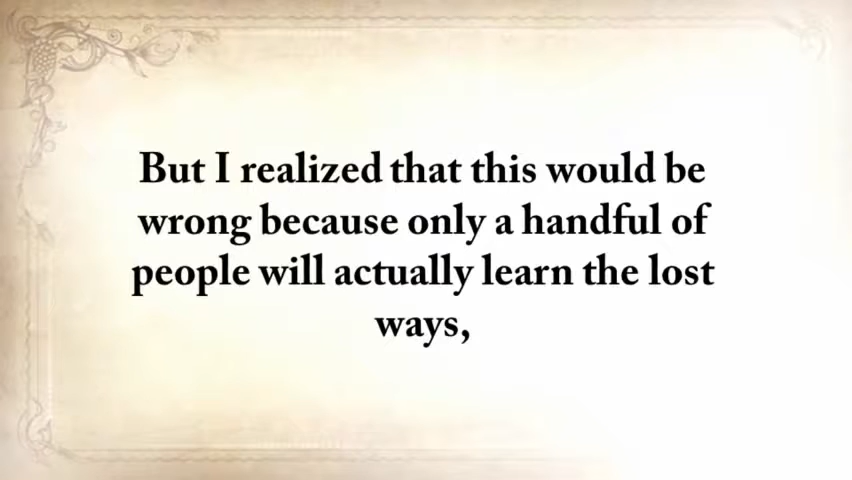 But I realized that this would be
wrong because only a handful of
people will actually learn the lost
ways,